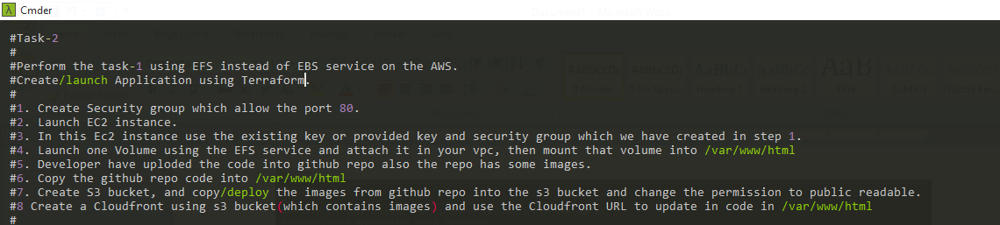 λ Cmder
#Task-2
#
#Perform the task-1 using EFS instead of EBS service on the AWS.
#Create/launch Application using Terraform.
#
#1. Create Security group which allow the port 80.
#2. Launch EC2 instance.
#3. In this Ec2 instance use the existing key or provided key and security group which we have created in step 1.
#4. Launch one Volume using the EFS service and attach it in your vpc, then mount that volume into /var/www/html
#5. Developer have uploded the code into github repo also the repo has some images.
#6. Copy the github repo code into /var/www/html
#7. Create S3 bucket, and copy/deploy the images from github repo into the s3 bucket and change the permission to public readable.
#8 Create a Cloudfront using s3 bucket(which contains images) and use the Cloudfront URL to update in code in /var/www/html
#